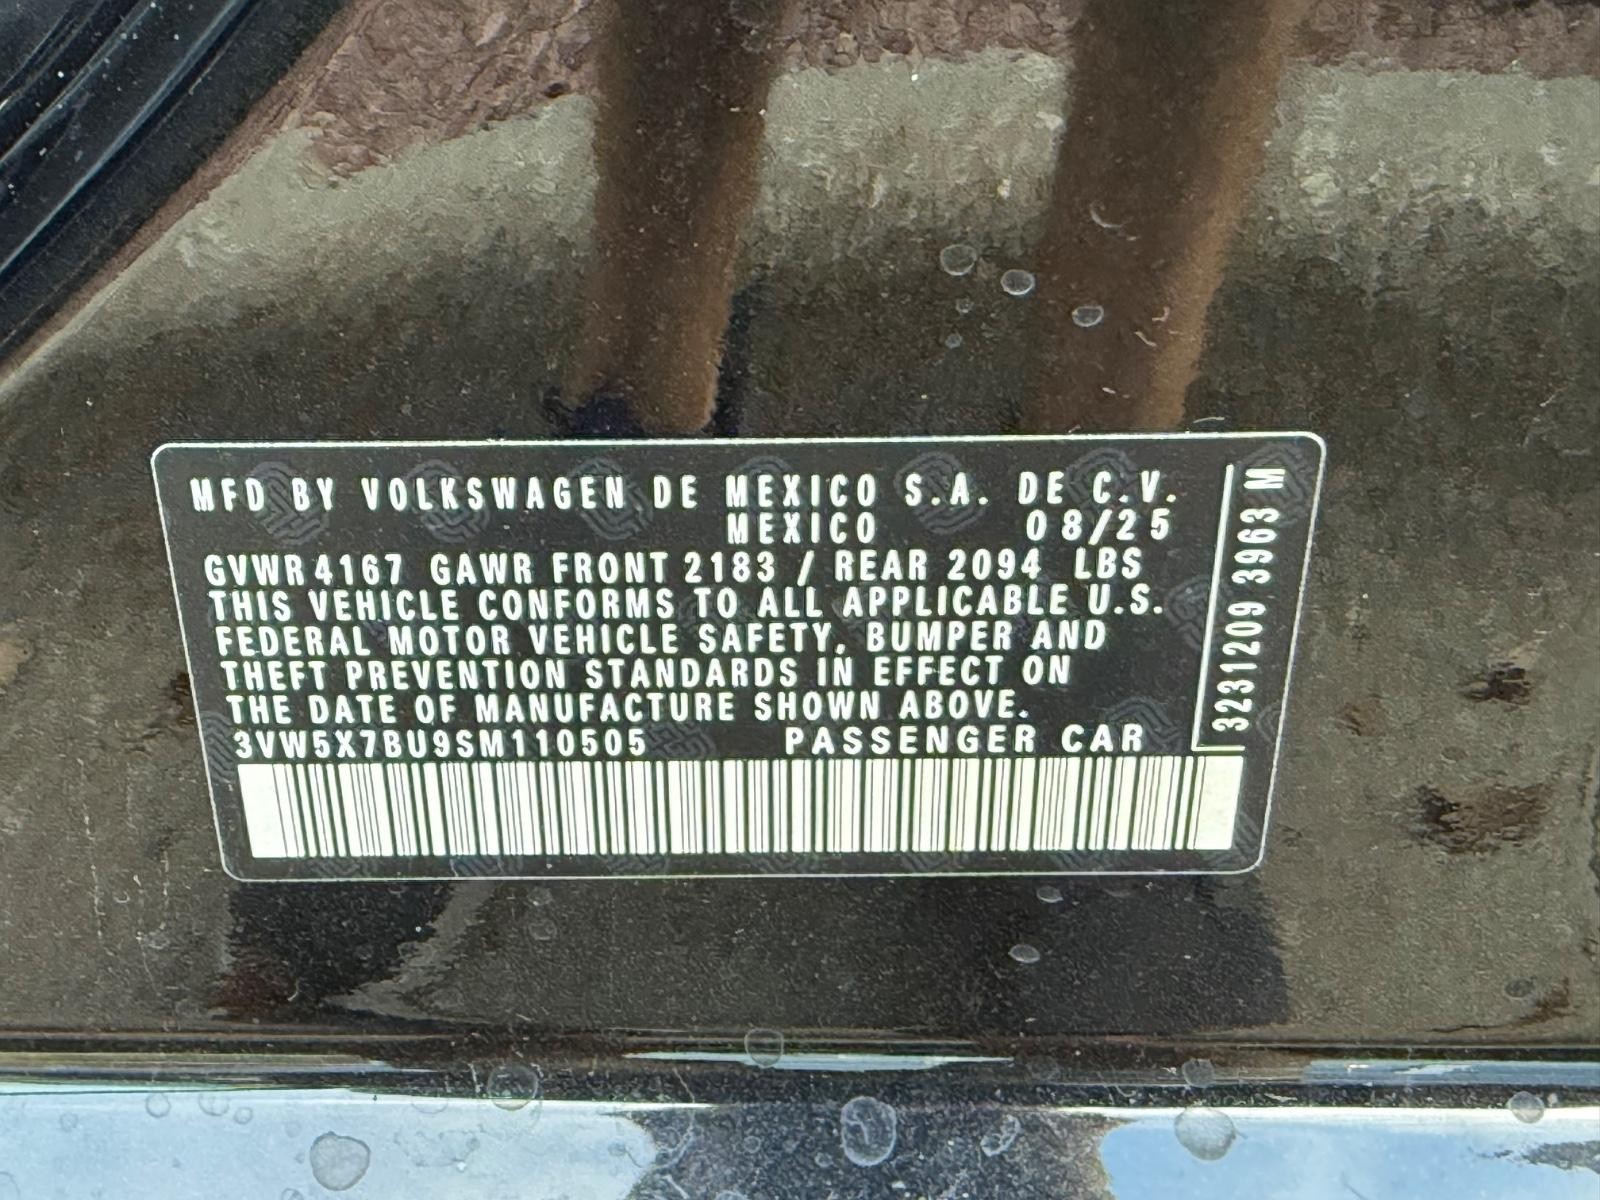 MFD BY VOLKSWAGEN DE MEXICO S.A. DE C.V.
MEXICO 08/25
GVWR 4167 GAWR FRONT 2183 / REAR 2094 LBS
THIS VEHICLE CONFORMS TO ALL APPLICABLE U.S.
FEDERAL MOTOR VEHICLE SAFETY, BUMPER AND
THEFT PREVENTION STANDARDS IN EFFECT ON
THE DATE OF MANUFACTURE SHOWN ABOVE.
3VW5X7BU9SM110505 PASSENGER CAR
3231209 3963 M